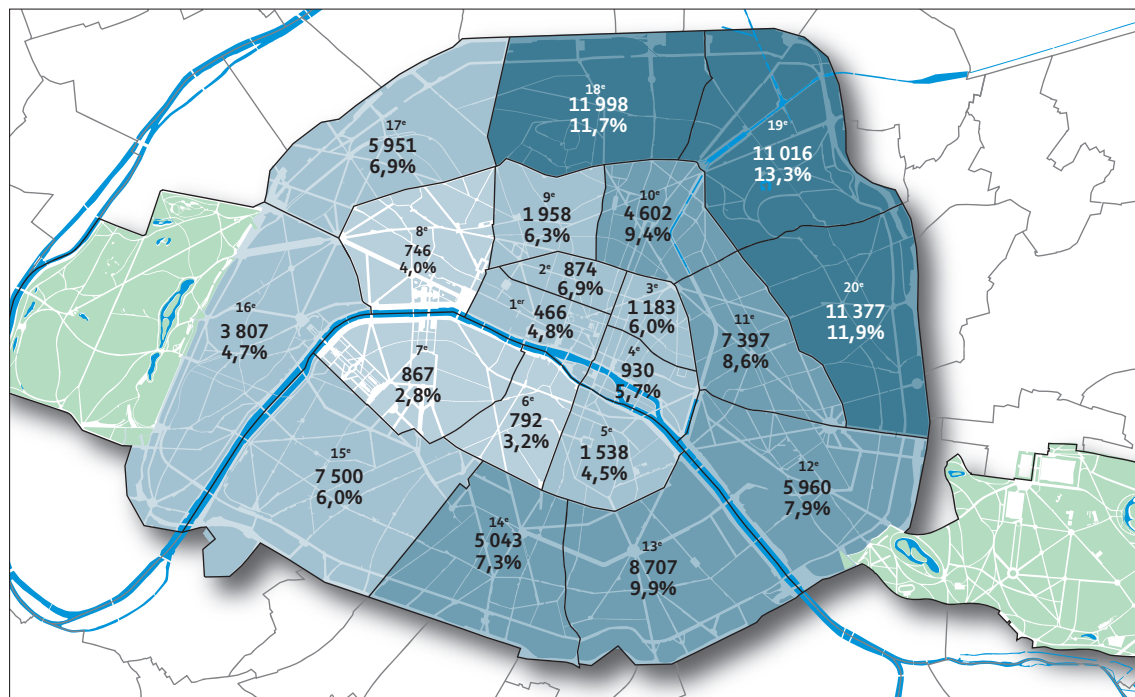 18ᵉ
11 998
11,7%
19ᵉ
11 016
13,3%
17ᵉ
5 951
6,9%
9ᵉ
1 958
6,3%
10ᵉ
4 602
9,4%
8ᵉ
746
4,0%
2ᵉ 874
6,9%
3ᵉ
1 183
6,0%
20ᵉ
11 377
11,9%
1ᵉʳ 466
4,8%
16ᵉ
3 807
4,7%
11ᵉ
7 397
8,6%
7ᵉ
867
2,8%
4ᵉ
930
5,7%
6ᵉ
792
3,2%
5ᵉ
1 538
4,5%
15ᵉ
7 500
6,0%
12ᵉ
5 960
7,9%
14ᵉ
5 043
7,3%
13ᵉ
8 707
9,9%